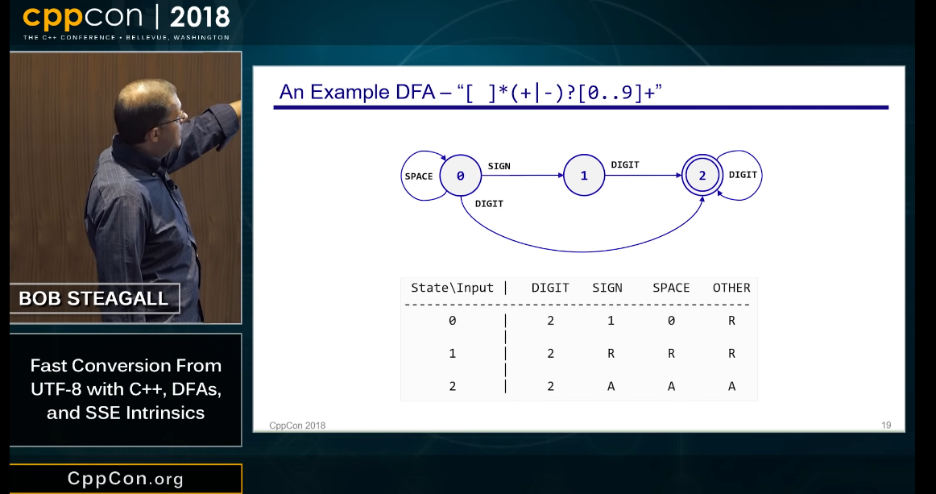 cppcon | 2018
THE C++ CONFERENCE • BELLEVUE, WASHINGTON
BOB STEAGALL
Fast Conversion From
UTF-8 with C++, DFAs,
and SSE Intrinsics
CppCon.org
An Example DFA – “[ ]*(+|-)?[0..9]+”
SPACE 0 SIGN 1 DIGIT 2 DIGIT
DIGIT
State\Input | DIGIT SIGN SPACE OTHER
0 | 2 1 0 R
1 | 2 R R R
2 | 2 A A A
CppCon 2018 19